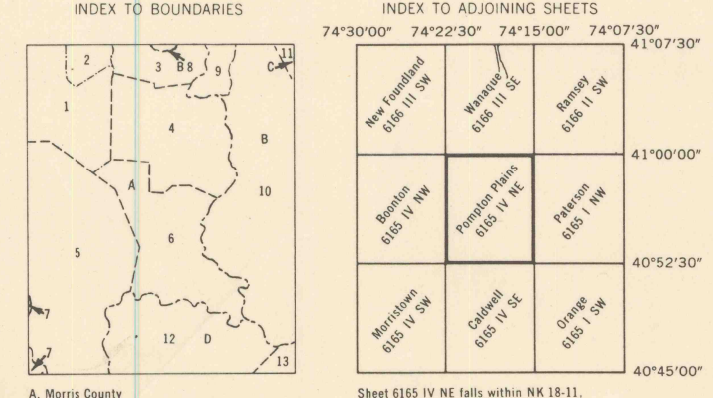 INDEX TO BOUNDARIES
2
3
B
8
9
11
C
1
4
B
A
10
5
6
7
7
12
D
13
A. Morris County
INDEX TO ADJOINING SHEETS
74°30'00" 74°22'30" 74°15'00" 74°07'30"
41°07'30"
New Foundland
6166 III SW
Wanaque
6166 III SE
Ramsey
6166 II SW
41°00'00"
Boonton
6165 IV NW
Pompton Plains
6165 IV NE
Paterson
6165 I NW
40°52'30"
Morristown
6165 IV SW
Caldwell
6165 IV SE
Orange
6165 I SW
40°45'00"
Sheet 6165 IV NE falls within NK 18-11,